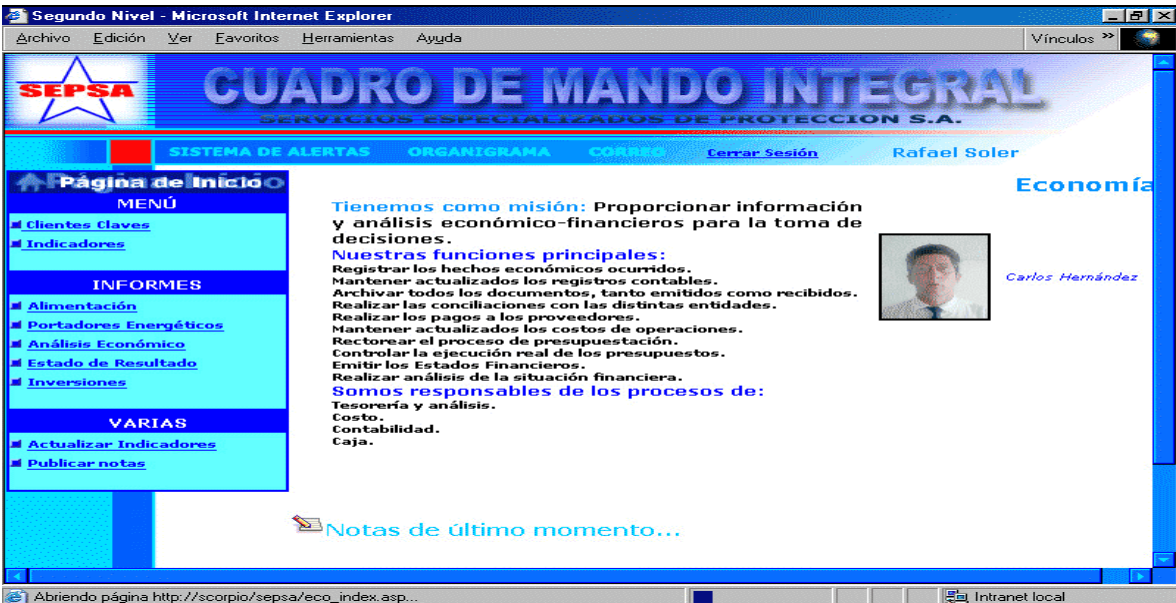 Segundo Nivel - Microsoft Internet Explorer
Archivo Edición Ver Favoritos Herramientas Ayuda Vínculos »
SEPSA
CUADRO DE MANDO INTEGRAL
SERVICIOS ESPECIALIZADOS DE PROTECCION S.A.
SISTEMA DE ALERTAS ORGANIGRAMA CORREO Cerrar Sesión Rafael Soler
Página de Inicio
MENÚ
Clientes Claves
Indicadores
INFORMES
Alimentación
Portadores Energéticos
Análisis Económico
Estado de Resultado
Inversiones
VARIAS
Actualizar Indicadores
Publicar notas
Economía
Tienemos como misión: Proporcionar información
y análisis económico-financieros para la toma de
decisiones.
Nuestras funciones principales:
Registrar los hechos económicos ocurridos.
Mantener actualizados los registros contables.
Archivar todos los documentos, tanto emitidos como recibidos.
Realizar las conciliaciones con las distintas entidades.
Realizar los pagos a los proveedores.
Mantener actualizados los costos de operaciones.
Rectorear el proceso de presupuestación.
Controlar la ejecución real de los presupuestos.
Emitir los Estados Financieros.
Realizar análisis de la situación financiera.
Somos responsables de los procesos de:
Tesorería y análisis.
Costo.
Contabilidad.
Caja.
Carlos Hernández
Notas de último momento...
Abriendo página http://scorpio/sepsa/eco_index.asp... Intranet local